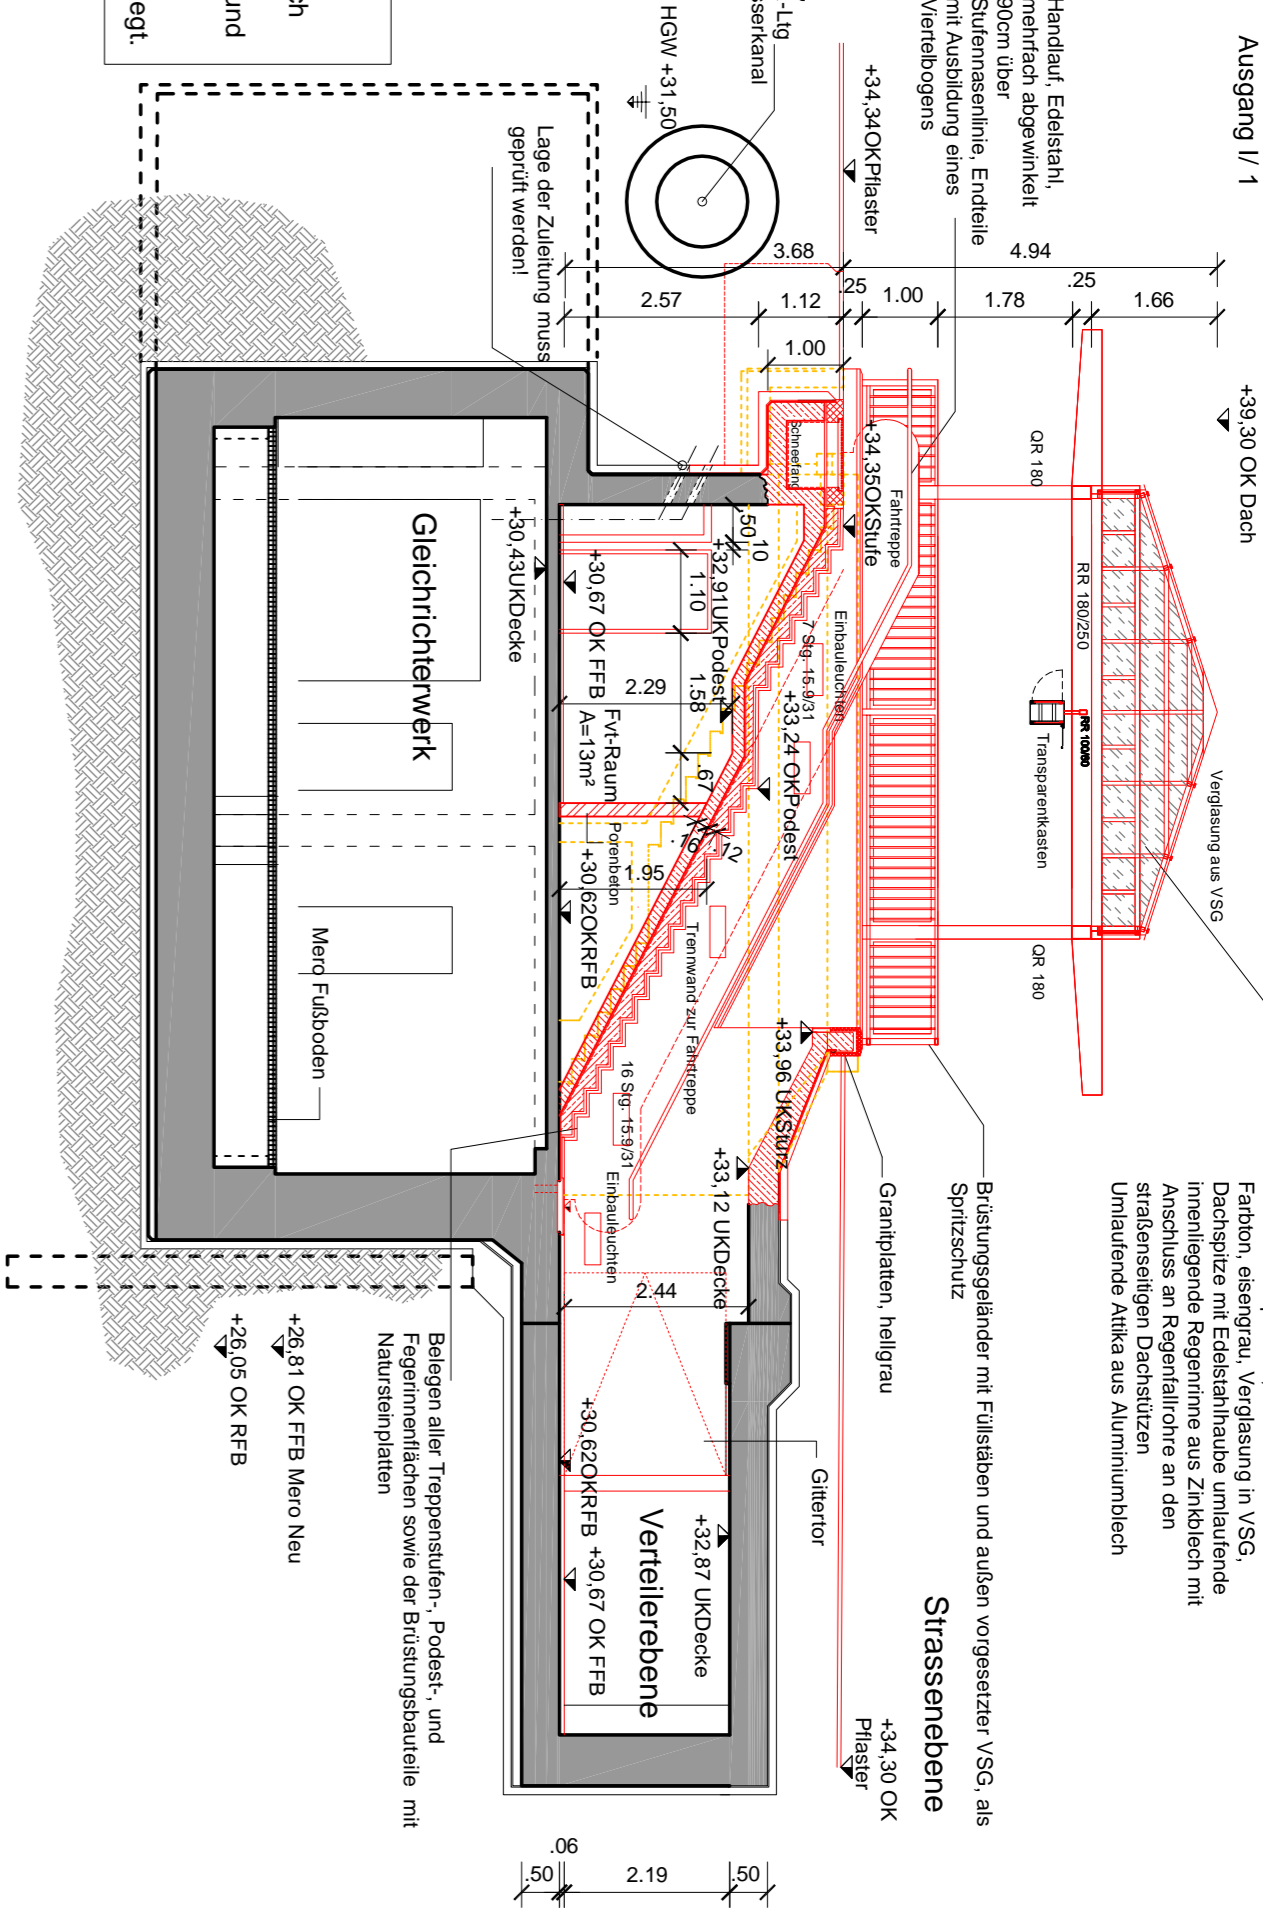 Ausgang I/ 1
+39,30 OK Dach
Handlauf, Edelstahl,
mehrfach abgewinkelt
90cm über
Stufennasenlinie, Endteile
mit Ausbildung eines
Viertelbogens
Farbton, eisengrau, Verglasung in VSG,
Dachspitze mit Edelstahlhaube umlaufende
innenliegende Regenrinne aus Zinkblech mit
Anschluss an Regenfallrohre an den
straßenseitigen Dachstützen
Umlaufende Attika aus Aluminiumblech
Verglasung aus VSG
QR 180
RR 180/250
RR 100/60
Transparentkasten
QR 180
4.94
3.68
1.66
.25
1.78
1.00
.25
1.12
2.57
1.00
Brüstungsgeländer mit Füllstäben und außen vorgesetzter VSG, als
Spritzschutz
Strassenebene
Granitplatten, hellgrau
+34,30 OK
Pflaster
+34,34OKPflaster
-Ltg
HGW +31,50
Fahrtreppe
+34,35OKStufe
Schneefang
Einbauleuchten
7 Stg. 15.9/31
+33,24 OKPodest
+33,96 UKSturz
+33,12 UKDecke
+32,91UKPodest
.50
10
1.10
1.58
.67
2.29
.16
.12
1.95
Trennwand zur Fahrtreppe
16 Stg. 15.9/31
Einbauleuchten
2.44
Gittertor
+32,87 UKDecke
Verteilerebene
+30,62OKRFB
+30,67 OK FFB
Fvt-Raum
A=13m²
+30,67 OK FFB
Porenbeton
+30,62OKRFB
+30,43UKDecke
Lage der Zuleitung muss
geprüft werden!
Gleichrichterwerk
Mero Fußboden
Belegen aller Treppenstufen-, Podest-, und
Fegerinnenflächen sowie der Brüstungsbauteile mit
Natursteinplatten
+26,81 OK FFB Mero Neu
+26,05 OK RFB
.50
.06
2.19
.50
und
egt.